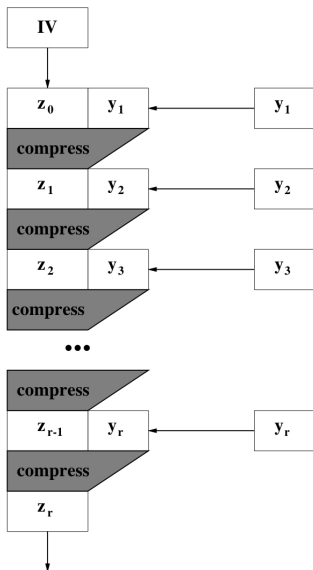 IV
z₀ y₁ y₁
compress
z₁ y₂ y₂
compress
z₂ y₃ y₃
compress
•••
compress
zᵣ₋₁ yᵣ yᵣ
compress
zᵣ